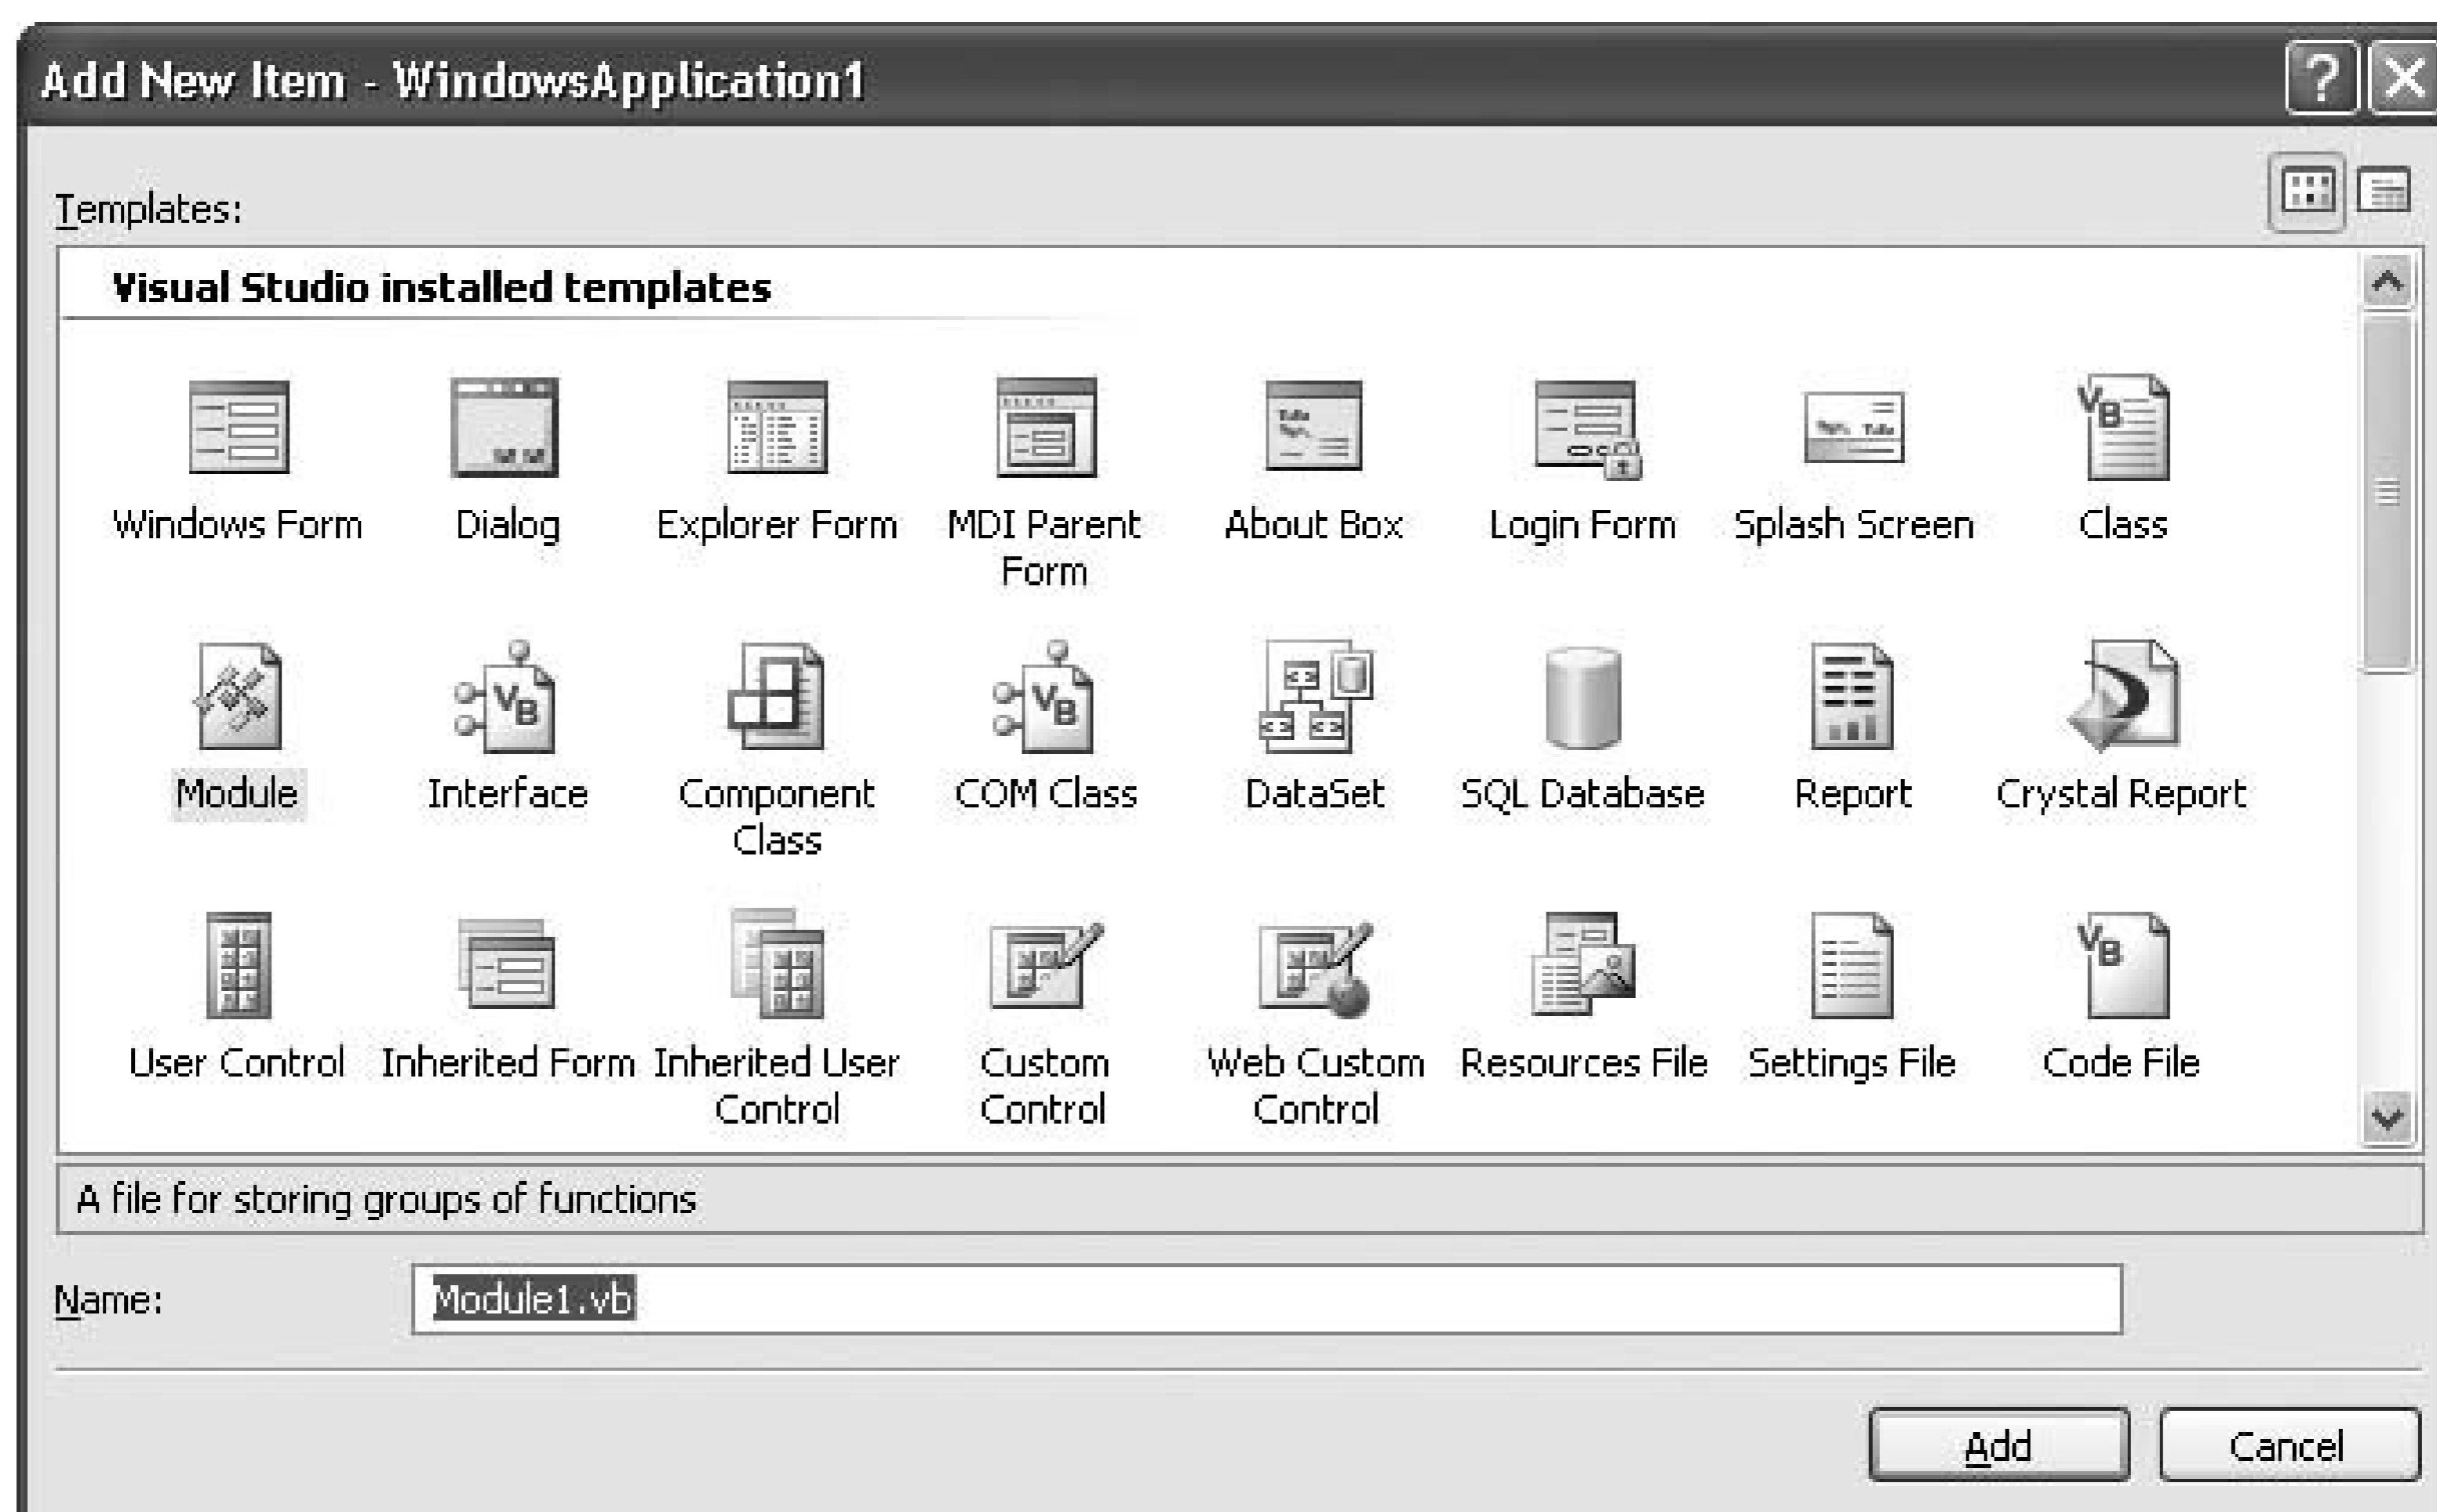 Add New Item - WindowsApplication1
Templates:
Visual Studio installed templates
Windows Form Dialog Explorer Form MDI Parent Form About Box Login Form Splash Screen Class
Module Interface Component Class COM Class DataSet SQL Database Report Crystal Report
User Control Inherited Form Inherited User Control Custom Control Web Custom Control Resources File Settings File Code File
A file for storing groups of functions
Name: Module1.vb
Add Cancel